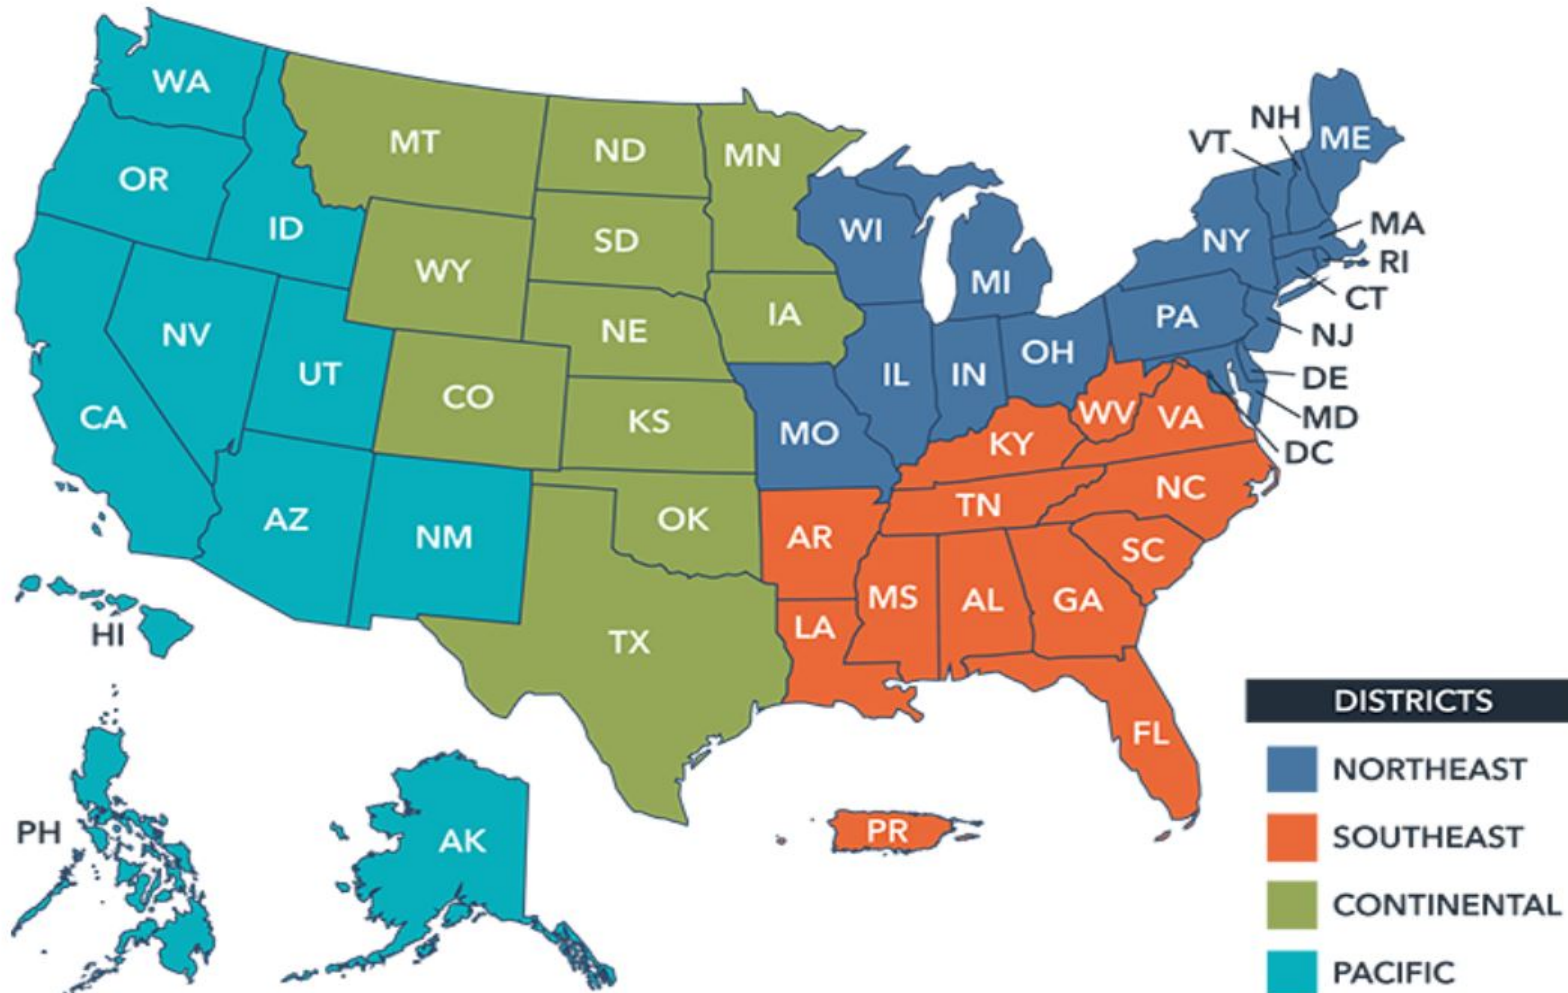 WA
OR
ID
MT
ND
MN
SD
WY
NE
IA
NV
UT
CO
KS
CA
AZ
NM
OK
TX
HI
PH
AK
WI
MI
IL
IN
OH
MO
PA
NY
VT
NH
ME
MA
RI
CT
NJ
DE
MD
DC
WV
VA
KY
TN
NC
SC
AR
MS
AL
GA
LA
FL
PR
DISTRICTS
NORTHEAST
SOUTHEAST
CONTINENTAL
PACIFIC